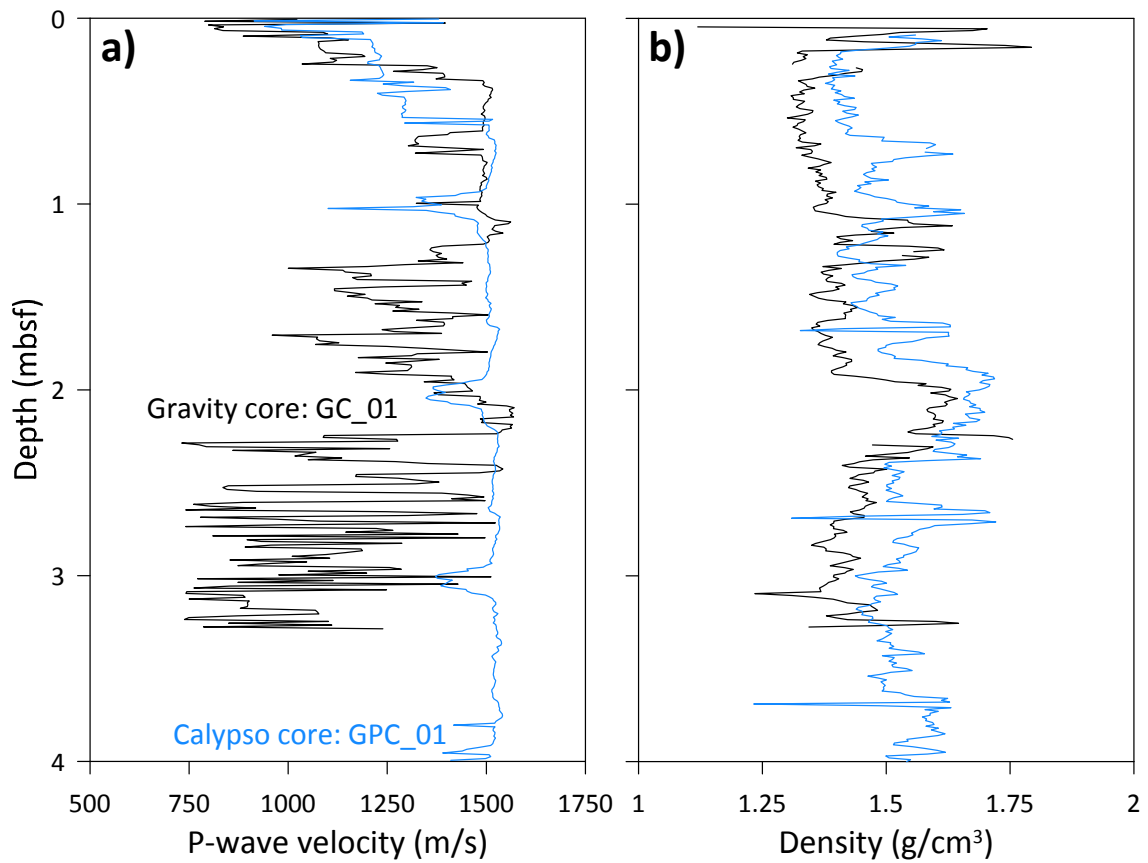 a)
b)
0
1
2
3
4
Depth (mbsf)
Gravity core: GC_01
Calypso core: GPC_01
500 750 1000 1250 1500 1750
P-wave velocity (m/s)
1 1.25 1.5 1.75 2
Density (g/cm³)